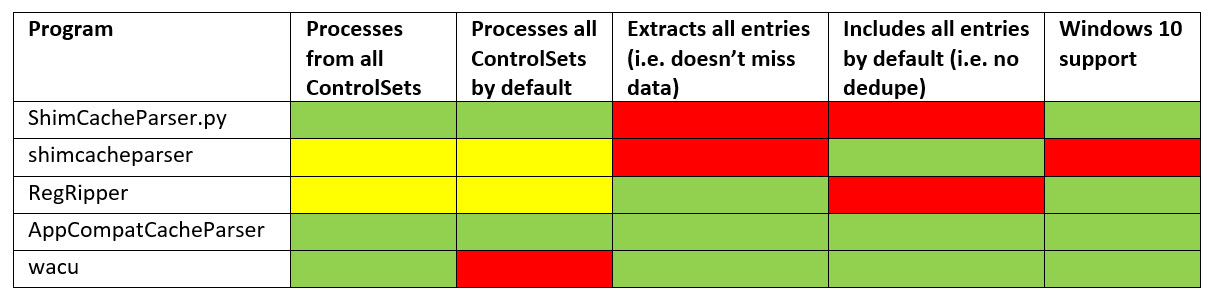 Program
Processes
from all
ControlSets
Processes all
ControlSets
by default
Extracts all entries
(i.e. doesn’t miss
data)
Includes all entries
by default (i.e. no
dedupe)
Windows 10
support
ShimCacheParser.py
shimcacheparser
RegRipper
AppCompatCacheParser
wacu